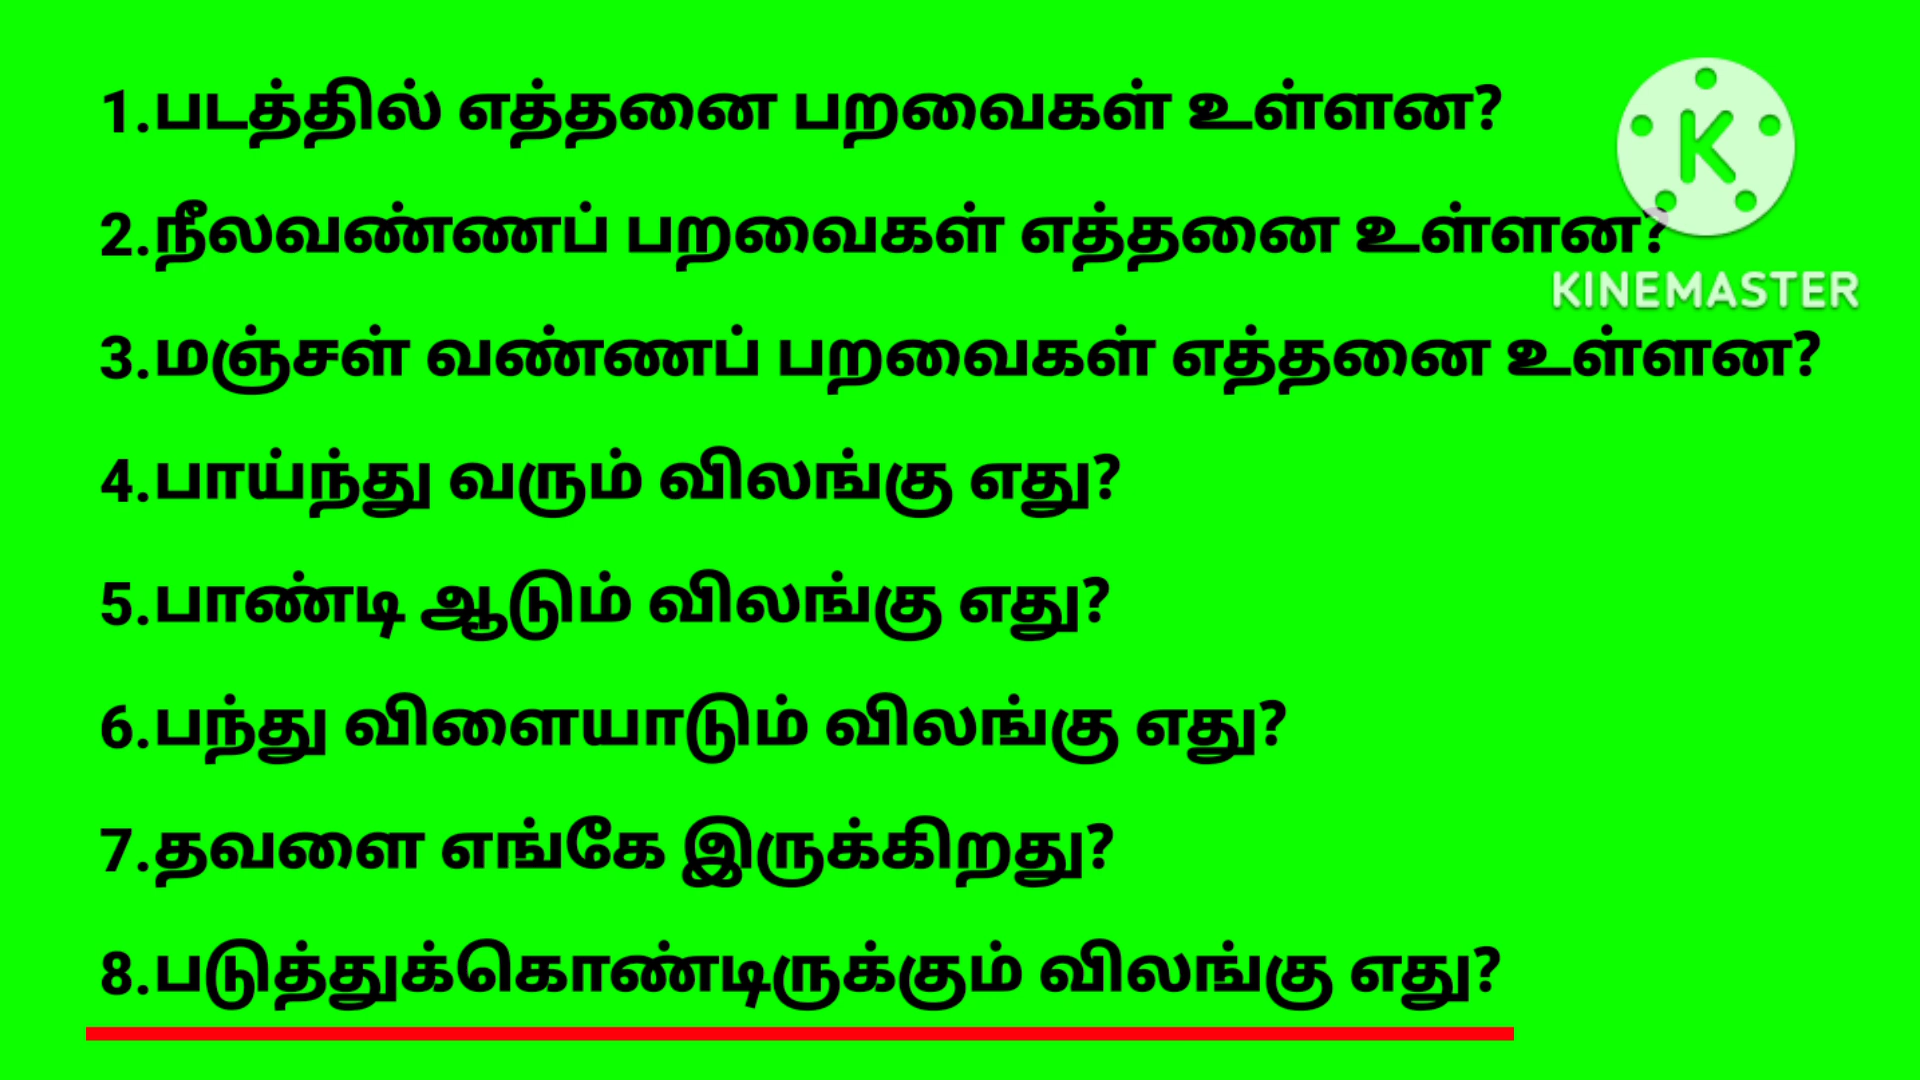 1.படத்தில் எத்தனை பறவைகள் உள்ளன?
2.நீலவண்ணப் பறவைகள் எத்தனை உள்ளன?
KINEMASTER
3.மஞ்சள் வண்ணப் பறவைகள் எத்தனை உள்ளன?
4.பாய்ந்து வரும் விலங்கு எது?
5.பாண்டி ஆடும் விலங்கு எது?
6.பந்து விளையாடும் விலங்கு எது?
7.தவளை எங்கே இருக்கிறது?
8.படுத்துக்கொண்டிருக்கும் விலங்கு எது?